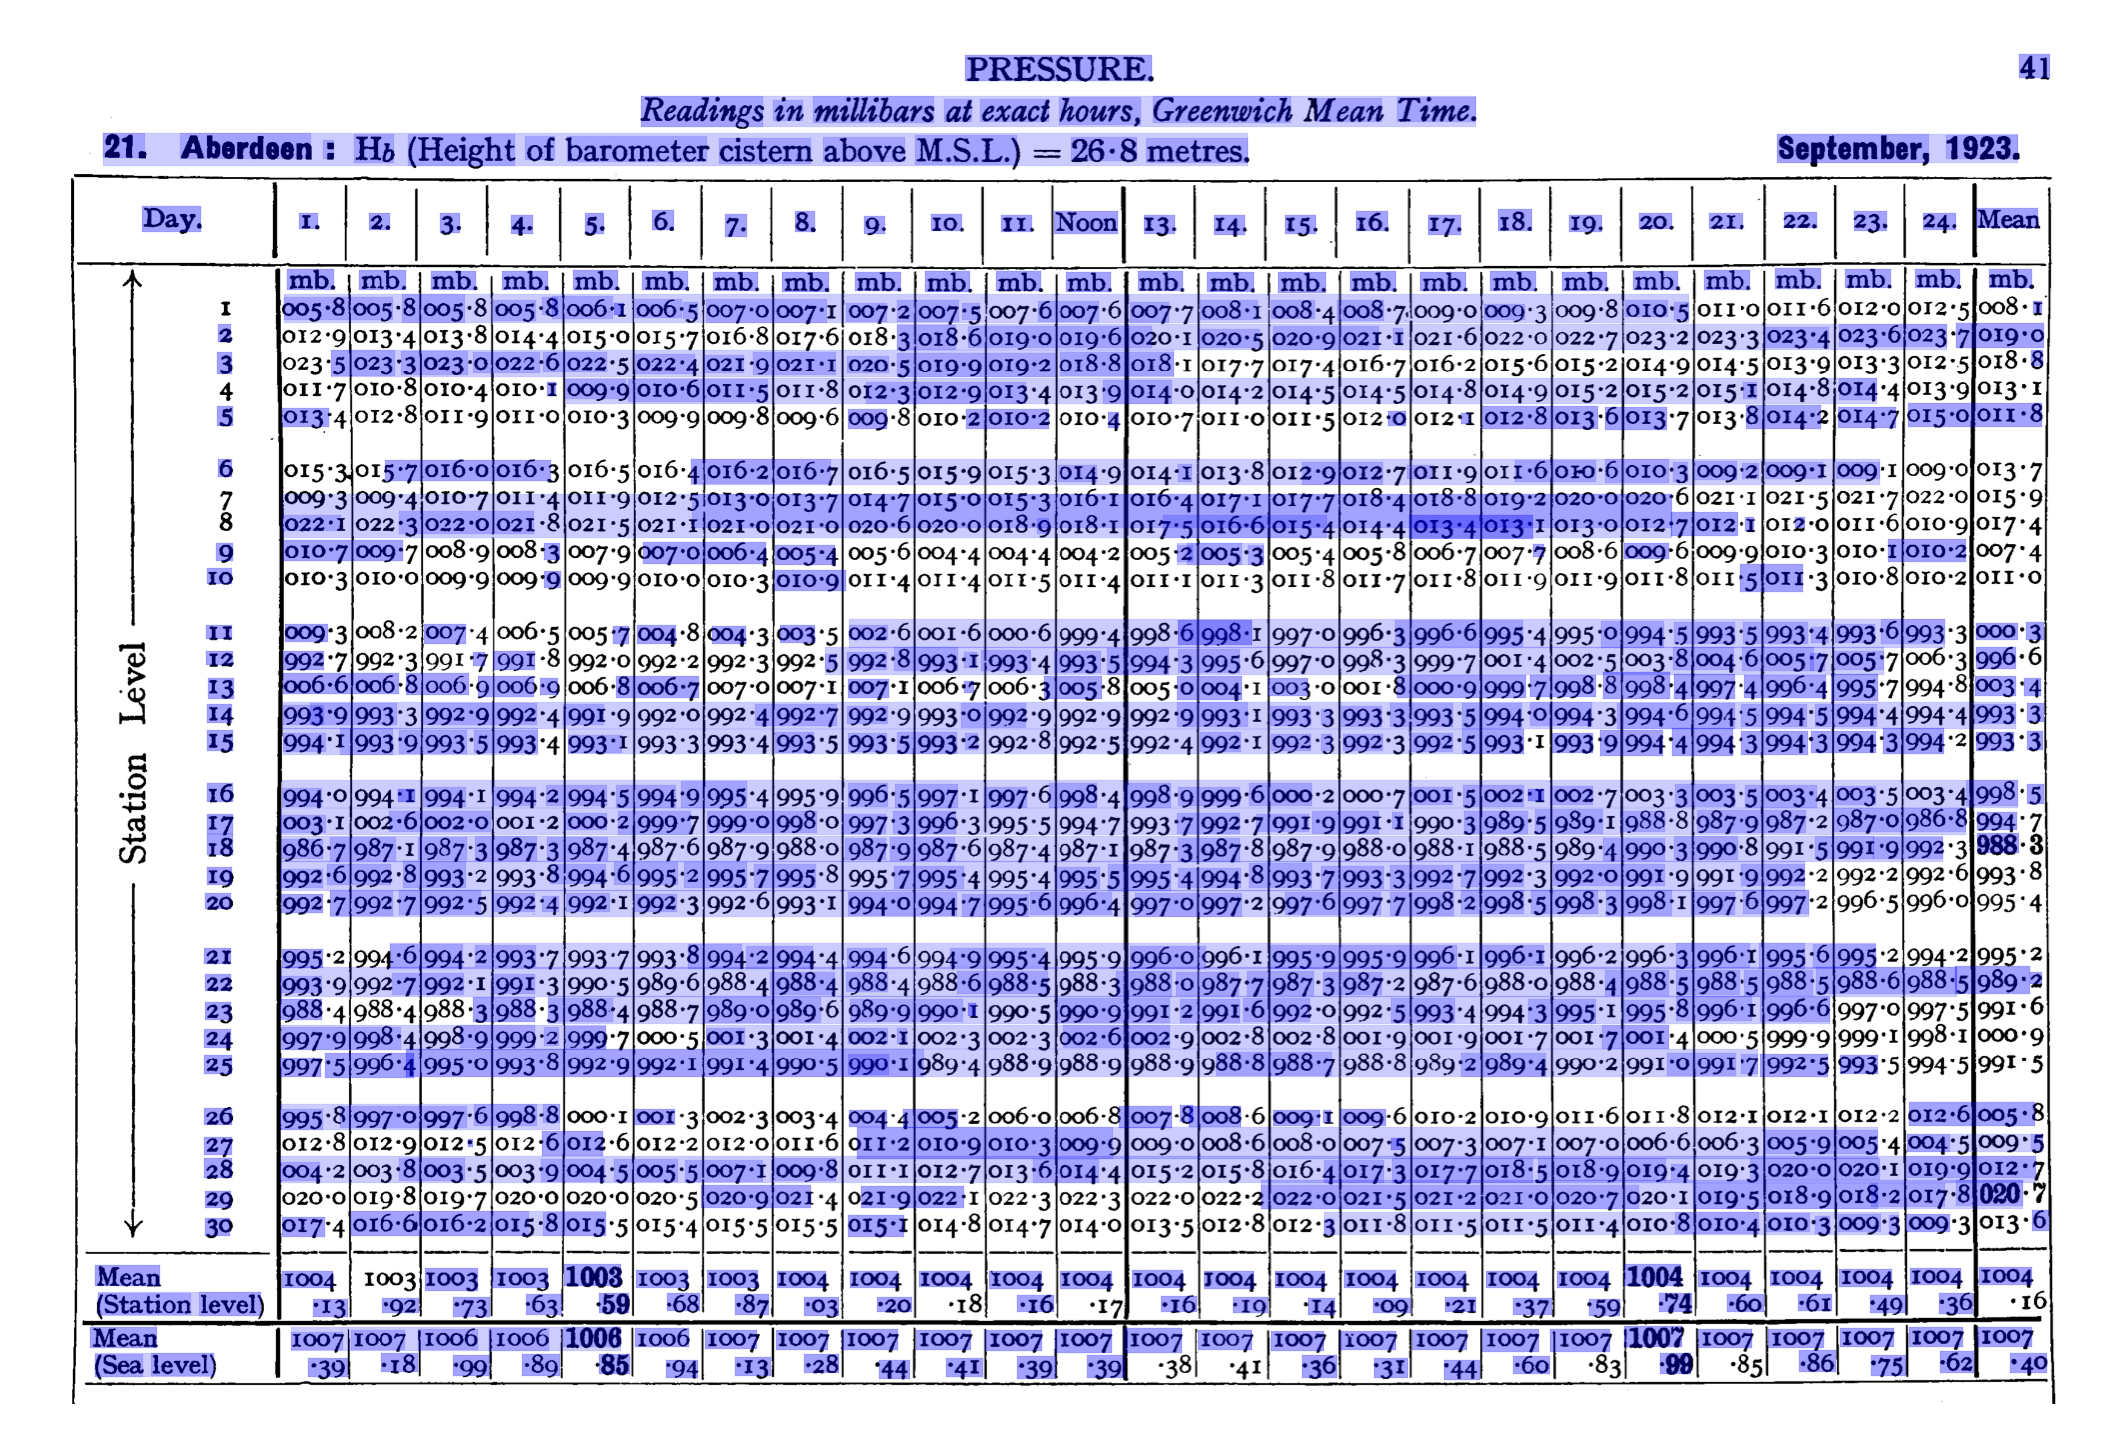 PRESSURE. 41
Readings in millibars at exact hours, Greenwich Mean Time.
21. Aberdeen : Hb (Height of barometer cistern above M.S.L.) = 26·8 metres. September, 1923.
Day. 1. 2. 3. 4. 5. 6. 7. 8. 9. 10. 11. Noon 13. 14. 15. 16. 17. 18. 19. 20. 21. 22. 23. 24. Mean
mb. mb. mb. mb. mb. mb. mb. mb. mb. mb. mb. mb. mb. mb. mb. mb. mb. mb. mb. mb. mb. mb. mb. mb. mb.
1 005·8 005·8 005·8 005·8 006·1 006·5 007·0 007·1 007·2 007·5 007·6 007·6 007·7 008·1 008·4 008·7 009·0 009·3 009·8 010·5 011·0 011·6 012·0 012·5 008·1
2 012·9 013·4 013·8 014·4 015·0 015·7 016·8 017·6 018·3 018·6 019·0 019·6 020·1 020·5 020·9 021·1 021·6 022·0 022·7 023·2 023·3 023·4 023·6 023·7 019·0
3 023·5 023·3 023·0 022·6 022·5 022·4 021·9 021·1 020·5 019·9 019·2 018·8 018·1 017·7 017·4 016·7 016·2 015·6 015·2 014·9 014·5 013·9 013·3 012·5 018·8
4 011·7 010·8 010·4 010·1 009·9 010·6 011·5 011·8 012·3 012·9 013·4 013·9 014·0 014·2 014·5 014·5 014·8 014·9 015·2 015·2 015·1 014·8 014·4 013·9 013·1
5 013·4 012·8 011·9 011·0 010·3 009·9 009·8 009·6 009·8 010·2 010·2 010·4 010·7 011·0 011·5 012·0 012·1 012·8 013·6 013·7 013·8 014·2 014·7 015·0 011·8
6 015·3 015·7 016·0 016·3 016·5 016·4 016·2 016·7 016·5 015·9 015·3 014·9 014·1 013·8 012·9 012·7 011·9 011·6 010·6 010·3 009·2 009·1 009·1 009·0 013·7
7 009·3 009·4 010·7 011·4 011·9 012·5 013·0 013·7 014·7 015·0 015·3 016·1 016·4 017·1 017·7 018·4 018·8 019·2 020·0 020·6 021·1 021·5 021·7 022·0 015·9
8 022·1 022·3 022·0 021·8 021·5 021·1 021·0 021·0 020·6 020·0 018·9 018·1 017·5 016·6 015·4 014·4 013·4 013·1 013·0 012·7 012·1 012·0 011·6 010·9 017·4
9 010·7 009·7 008·9 008·3 007·9 007·0 006·4 005·4 005·6 004·4 004·4 004·2 005·2 005·3 005·4 005·8 006·7 007·7 008·6 009·6 009·9 010·3 010·1 010·2 007·4
10 010·3 010·0 009·9 009·9 009·9 010·0 010·3 010·9 011·4 011·4 011·5 011·4 011·1 011·3 011·8 011·7 011·8 011·9 011·9 011·8 011·5 011·3 010·8 010·2 011·0
11 009·3 008·2 007·4 006·5 005·7 004·8 004·3 003·5 002·6 001·6 000·6 999·4 998·6 998·1 997·0 996·3 996·6 995·4 995·0 994·5 993·5 993·4 993·6 993·3 000·3
12 992·7 992·3 991·7 991·8 992·0 992·2 992·3 992·5 992·8 993·1 993·4 993·5 994·3 995·6 997·0 998·3 999·7 001·4 002·5 003·8 004·6 005·7 005·7 006·3 996·6
13 006·6 006·8 006·9 006·9 006·8 006·7 007·0 007·1 007·1 006·7 006·3 005·8 005·0 004·1 003·0 001·8 000·9 999·7 998·8 998·4 997·4 996·4 995·7 994·8 003·4
14 993·9 993·3 992·9 992·4 991·9 992·0 992·4 992·7 992·9 993·0 992·9 992·9 992·9 993·1 993·3 993·3 993·5 994·0 994·3 994·6 994·5 994·5 994·4 994·4 993·3
15 994·1 993·9 993·5 993·4 993·1 993·3 993·4 993·5 993·5 993·2 992·8 992·5 992·4 992·1 992·3 992·3 992·5 993·1 993·9 994·4 994·3 994·3 994·3 994·2 993·3
16 994·0 994·1 994·1 994·2 994·5 994·9 995·4 995·9 996·5 997·1 997·6 998·4 998·9 999·6 000·2 000·7 001·5 002·1 002·7 003·3 003·5 003·4 003·5 003·4 998·5
17 003·1 002·6 002·0 001·2 000·2 999·7 999·0 998·0 997·3 996·3 995·5 994·7 993·7 992·7 991·9 991·1 990·3 989·5 989·1 988·8 987·9 987·2 987·0 986·8 994·7
18 986·7 987·1 987·3 987·3 987·4 987·6 987·9 988·0 987·9 987·6 987·4 987·1 987·3 987·8 987·9 988·0 988·1 988·5 989·4 990·3 990·8 991·5 991·9 992·3 988·3
19 992·6 992·8 993·2 993·8 994·6 995·2 995·7 995·8 995·7 995·4 995·4 995·5 995·4 994·8 993·7 993·3 992·7 992·3 992·0 991·9 991·9 992·2 992·2 992·6 993·8
20 992·7 992·7 992·5 992·4 992·1 992·3 992·6 993·1 994·0 994·7 995·6 996·4 997·0 997·2 997·6 997·7 998·2 998·5 998·3 998·1 997·6 997·2 996·5 996·0 995·4
21 995·2 994·6 994·2 993·7 993·7 993·8 994·2 994·4 994·6 994·9 995·4 995·9 996·0 996·1 995·9 995·9 996·1 996·1 996·2 996·3 996·1 995·6 995·2 994·2 995·2
22 993·9 992·7 992·1 991·3 990·5 989·6 988·4 988·4 988·4 988·6 988·5 988·3 988·0 987·7 987·3 987·2 987·6 988·0 988·4 988·5 988·5 988·5 988·6 988·5 989·2
23 988·4 988·4 988·3 988·3 988·4 988·7 989·0 989·6 989·9 990·1 990·5 990·9 991·2 991·6 992·0 992·5 993·4 994·3 995·1 995·8 996·1 996·6 997·0 997·5 991·6
24 997·9 998·4 998·9 999·2 999·7 000·5 001·3 001·4 002·1 002·3 002·3 002·6 002·9 002·8 002·8 001·9 001·9 001·7 001·7 001·4 000·5 999·9 999·1 998·1 000·9
25 997·5 996·4 995·0 993·8 992·9 992·1 991·4 990·5 990·1 989·4 988·9 988·9 988·9 988·8 988·7 988·8 989·2 989·4 990·2 991·0 991·7 992·5 993·5 994·5 991·5
26 995·8 997·0 997·6 998·8 000·1 001·3 002·3 003·4 004·4 005·2 006·0 006·8 007·8 008·6 009·1 009·6 010·2 010·9 011·6 011·8 012·1 012·1 012·2 012·6 005·8
27 012·8 012·9 012·5 012·6 012·6 012·2 012·0 011·6 011·2 010·9 010·3 009·9 009·0 008·6 008·0 007·5 007·3 007·1 007·0 006·6 006·3 005·9 005·4 004·5 009·5
28 004·2 003·8 003·5 003·9 004·5 005·5 007·1 009·8 011·1 012·7 013·6 014·4 015·2 015·8 016·4 017·3 017·7 018·5 018·9 019·4 019·3 020·0 020·1 019·9 012·7
29 020·0 019·8 019·7 020·0 020·0 020·5 020·9 021·4 021·9 022·1 022·3 022·3 022·0 022·2 022·0 021·5 021·2 021·0 020·7 020·1 019·5 018·9 018·2 017·8 020·7
30 017·4 016·6 016·2 015·8 015·5 015·4 015·5 015·5 015·1 014·8 014·7 014·0 013·5 012·8 012·3 011·8 011·5 011·5 011·4 010·8 010·4 010·3 009·3 009·3 013·6
Station Level
Mean 1004 1003 1003 1003 1003 1003 1003 1004 1004 1004 1004 1004 1004 1004 1004 1004 1004 1004 1004 1004 1004 1004 1004 1004 1004
(Station level) ·13 ·92 ·73 ·63 ·59 ·68 ·87 ·03 ·20 ·18 ·16 ·17 ·16 ·19 ·14 ·09 ·21 ·37 ·59 ·74 ·60 ·61 ·49 ·36 ·16
Mean 1007 1007 1006 1006 1006 1006 1007 1007 1007 1007 1007 1007 1007 1007 1007 1007 1007 1007 1007 1007 1007 1007 1007 1007 1007
(Sea level) ·39 ·18 ·99 ·89 ·85 ·94 ·13 ·28 ·44 ·41 ·39 ·39 ·38 ·41 ·36 ·31 ·44 ·60 ·83 ·99 ·85 ·86 ·75 ·62 ·40